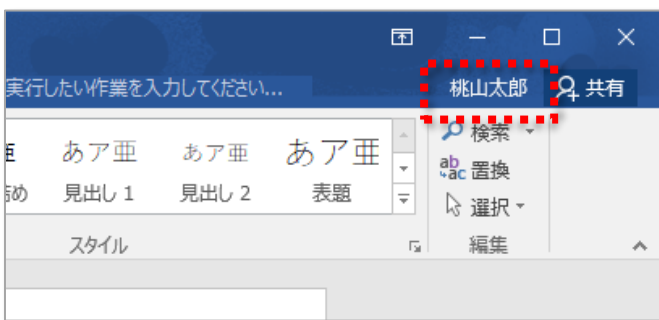 実行したい作業を入力してください...
桃山太郎
共有
あア亜 あア亜 あア亜
見出し 1 見出し 2 表題
スタイル
検索
ab
ac 置換
選択
編集